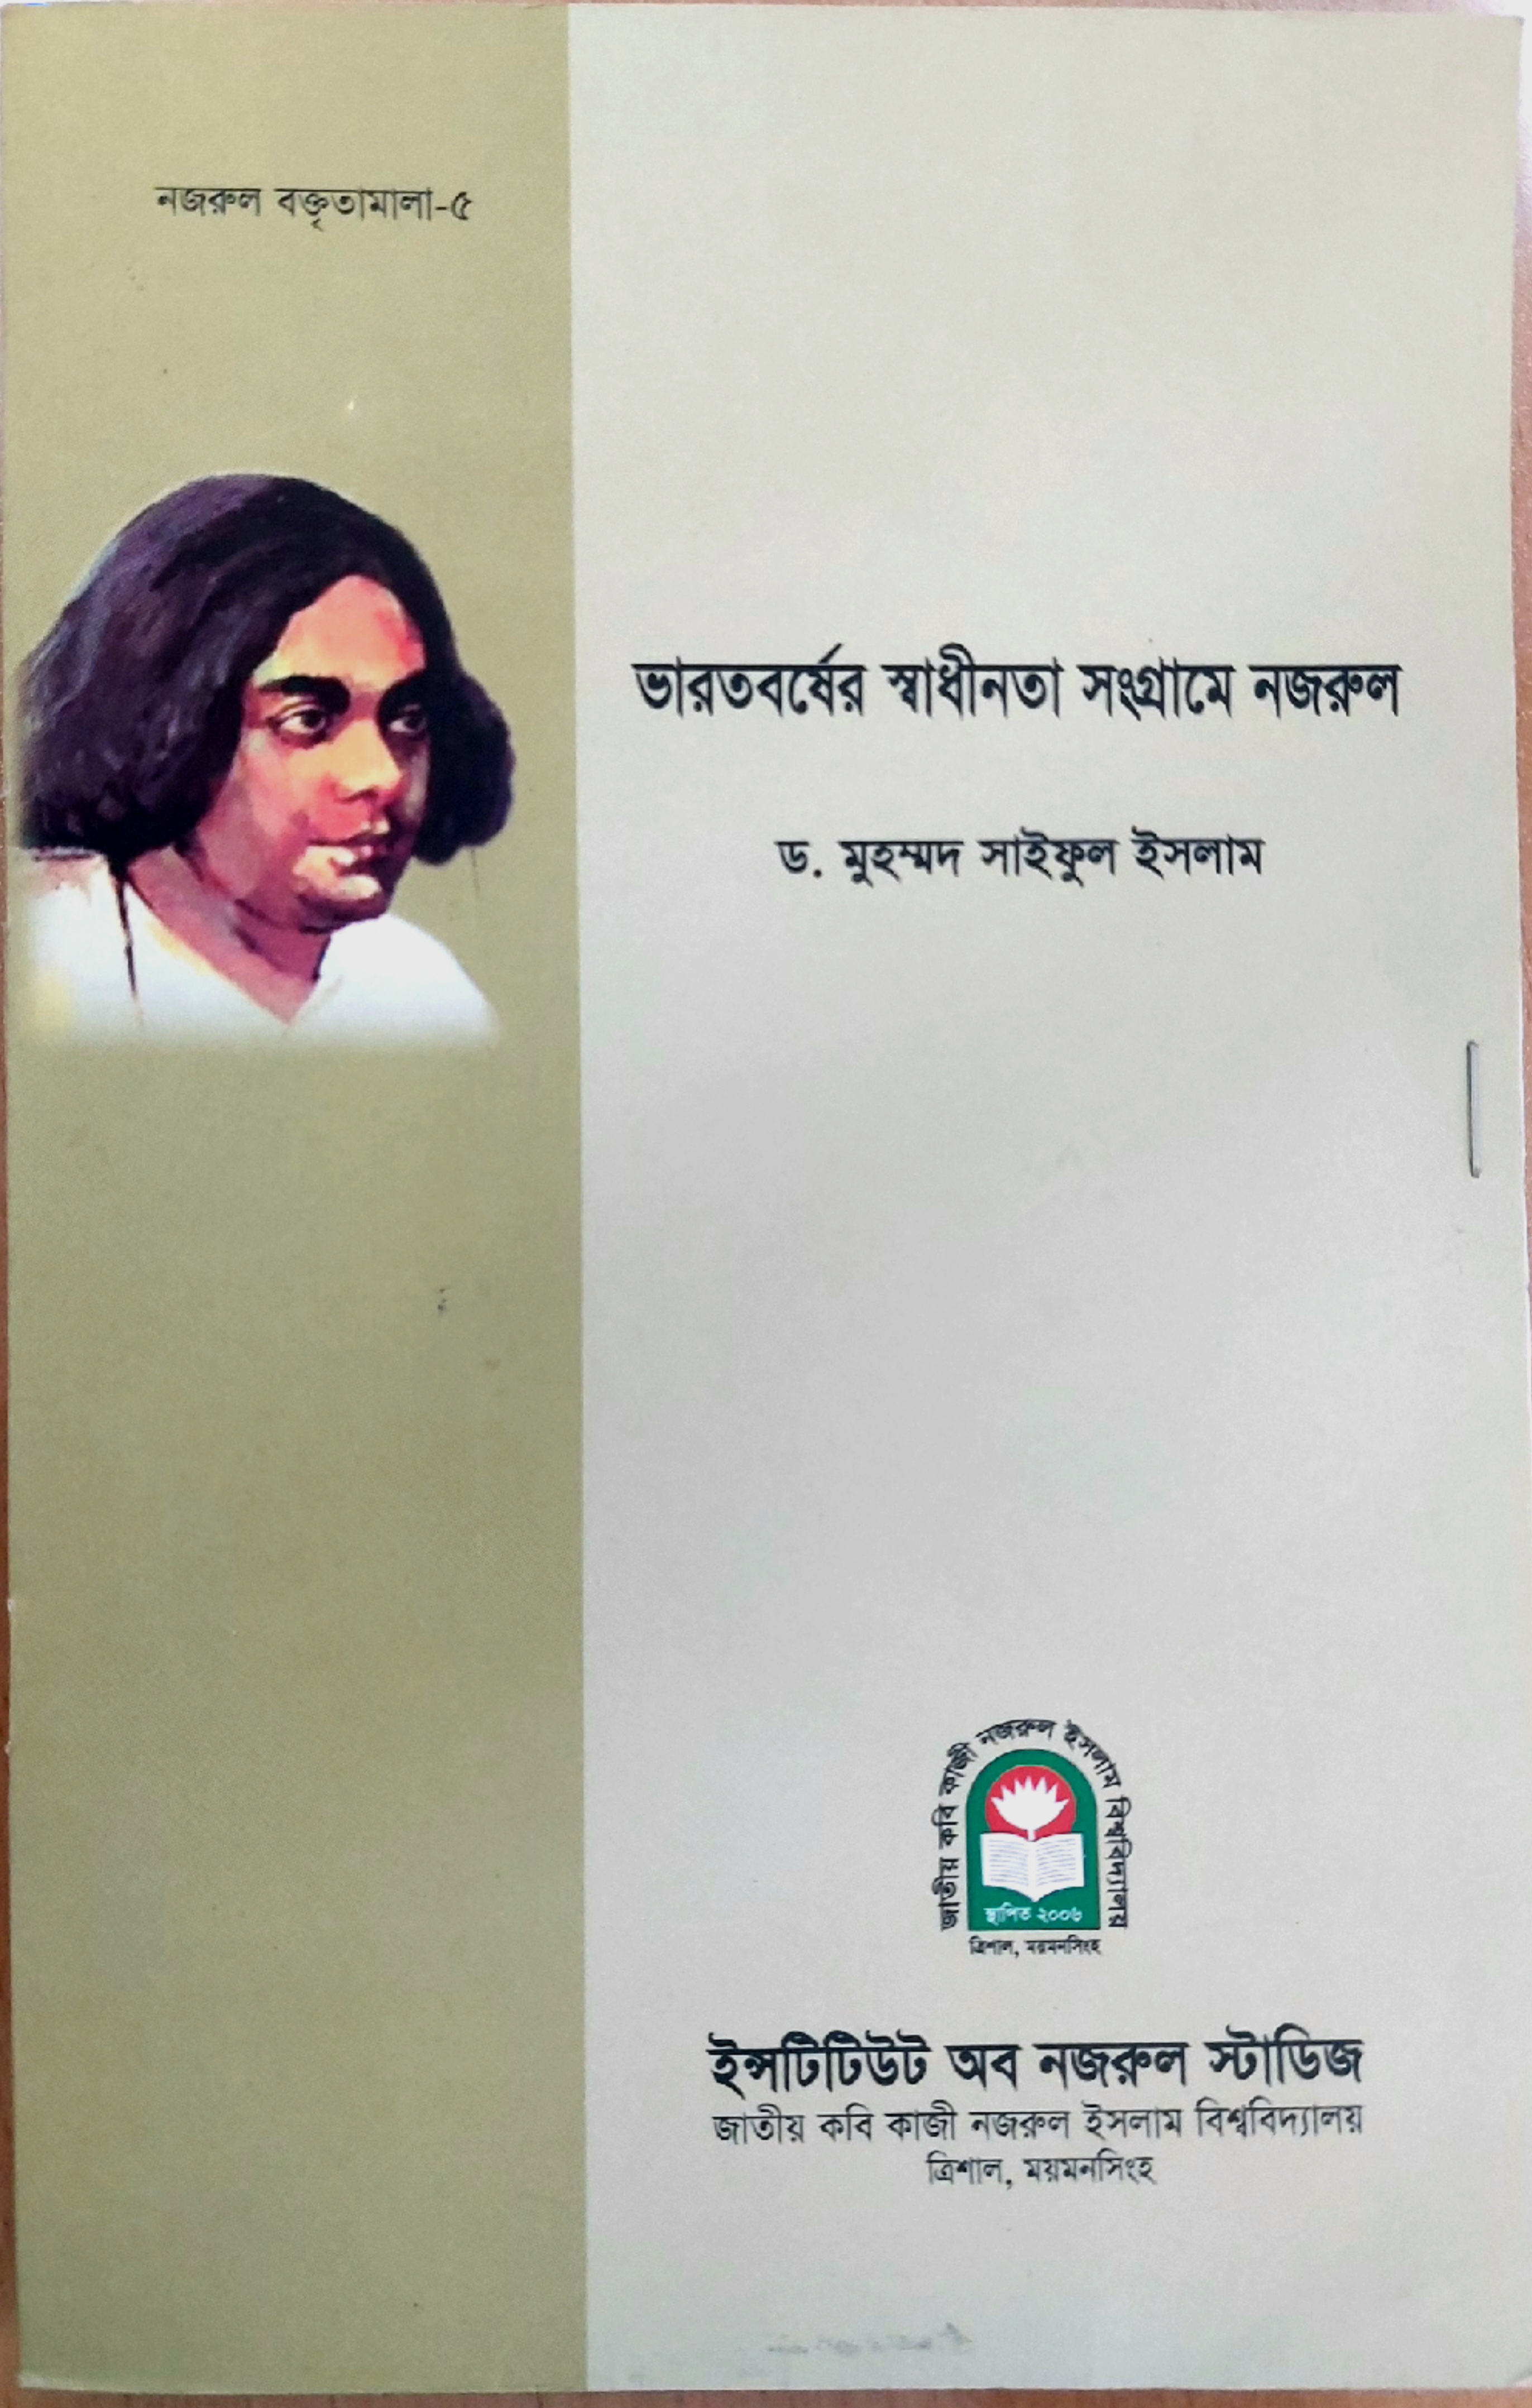 নজরুল বক্তৃতামালা-৫
ভারতবর্ষের স্বাধীনতা সংগ্রামে নজরুল
ড. মুহম্মদ সাইফুল ইসলাম
জাতীয় কবি কাজী নজরুল ইসলাম বিশ্ববিদ্যালয়
স্থাপিত ২০০৬
ত্রিশাল, ময়মনসিংহ
ইন্সটিটিউট অব নজরুল স্টাডিজ
জাতীয় কবি কাজী নজরুল ইসলাম বিশ্ববিদ্যালয়
ত্রিশাল, ময়মনসিংহ